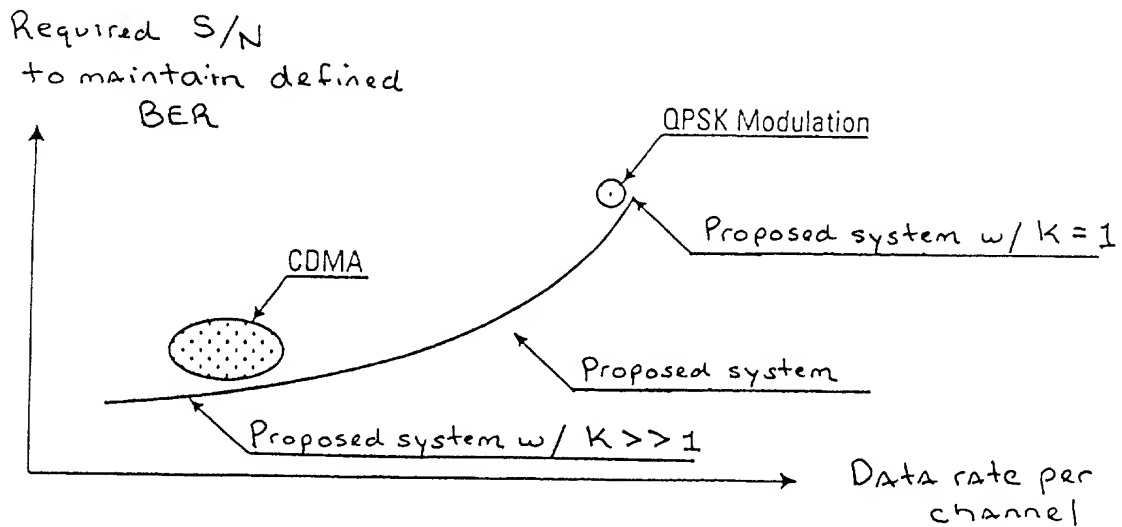 Required S/N
to maintain defined
BER
QPSK Modulation
Proposed system w/ K = 1
CDMA
Proposed system
Proposed system w/ K >> 1
Data rate per
channel